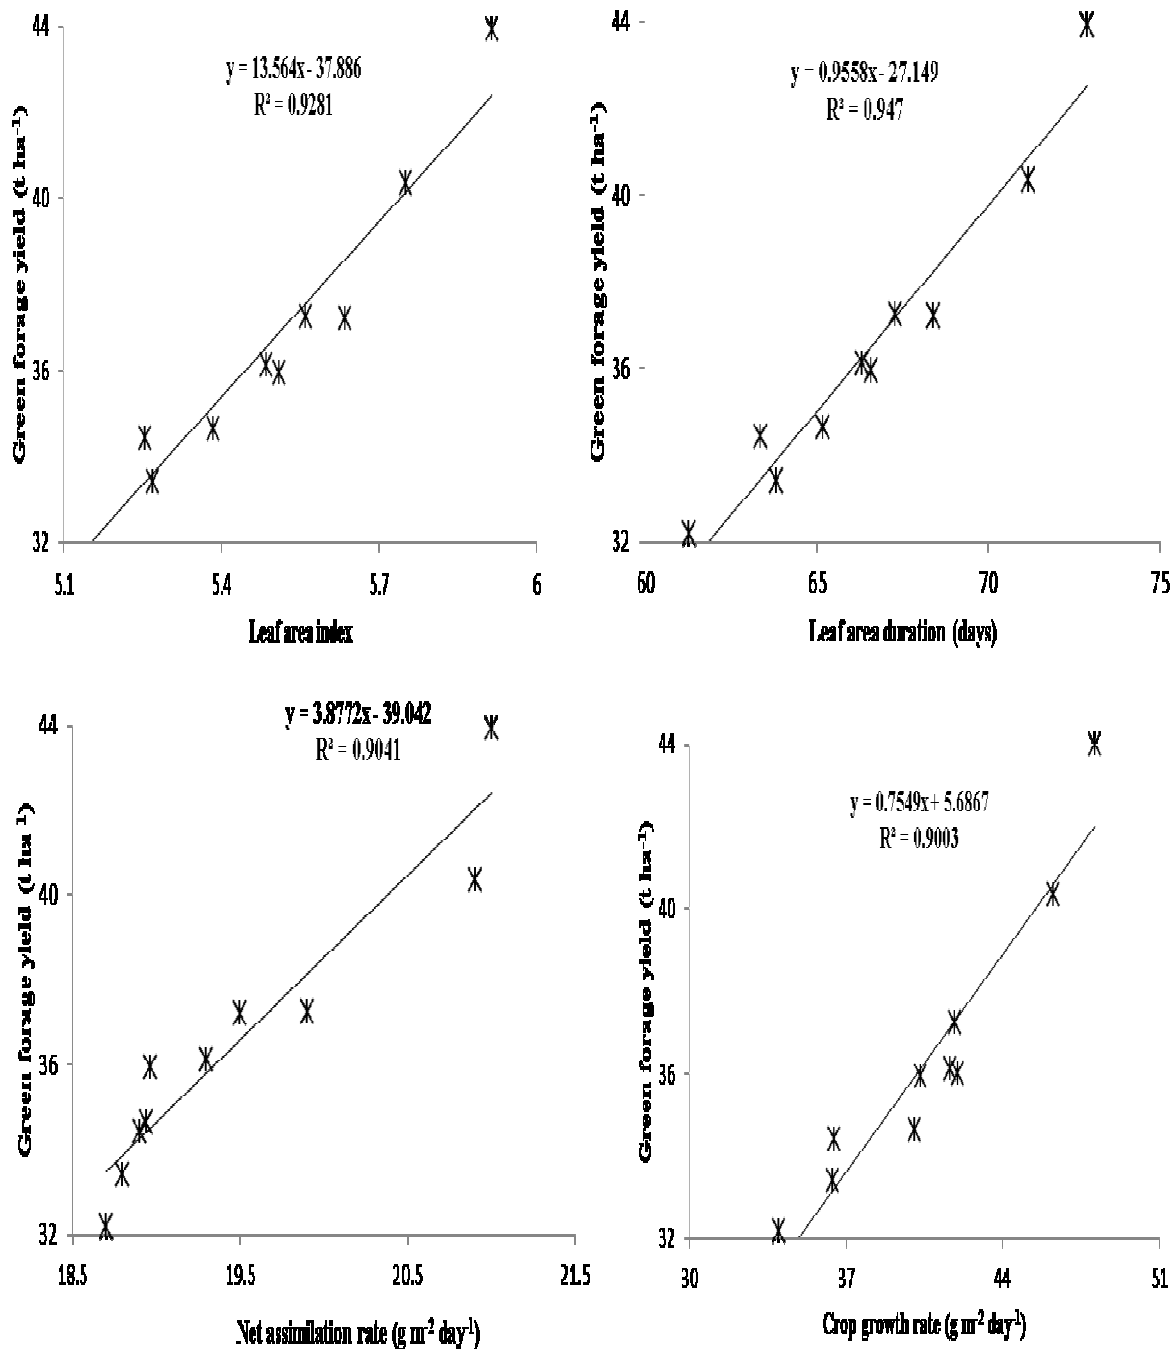 Green forage yield (t ha⁻¹)
44
40
36
32
y = 13.564x - 37.886
R² = 0.9281
5.1 5.4 5.7 6
Leaf area index
Green forage yield (t ha⁻¹)
44
40
36
32
y = 0.9558x - 27.149
R² = 0.947
60 65 70 75
Leaf area duration (days)
Green forage yield (t ha⁻¹)
44
40
36
32
y = 3.8772x - 39.042
R² = 0.9041
18.5 19.5 20.5 21.5
Net assimilation rate (g m⁻² day⁻¹)
Green forage yield (t ha⁻¹)
44
40
36
32
y = 0.7549x + 5.6867
R² = 0.9003
30 37 44 51
Crop growth rate (g m⁻² day⁻¹)